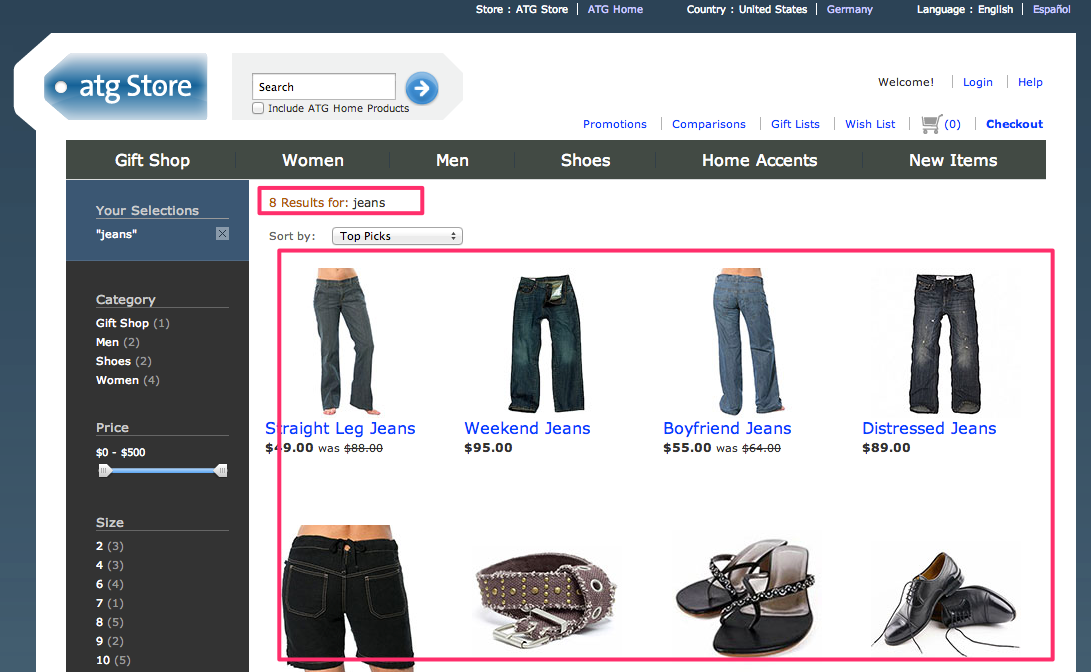 Store : ATG Store | ATG Home Country : United States | Germany Language : English | Español
atg Store
Search
Include ATG Home Products
Welcome! | Login | Help
Promotions | Comparisons | Gift Lists | Wish List | (0) | Checkout
Gift Shop Women Men Shoes Home Accents New Items
Your Selections
"jeans"
8 Results for: jeans
Sort by: Top Picks
Category
Gift Shop (1)
Men (2)
Shoes (2)
Women (4)
Price
$0 - $500
Size
2 (3)
4 (3)
6 (4)
7 (1)
8 (5)
9 (2)
10 (5)
Straight Leg Jeans
$49.00 was $88.00
Weekend Jeans
$95.00
Boyfriend Jeans
$55.00 was $64.00
Distressed Jeans
$89.00